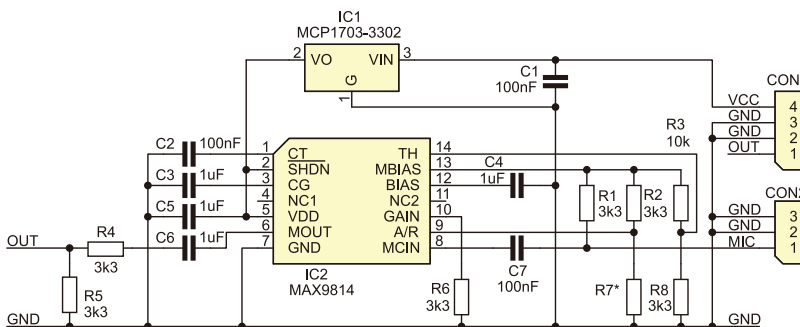 IC1
MCP1703-3302
2 VO VIN 3
G
1
C1
100nF
CON
VCC 4
GND 3
GND 2
OUT 1
R3
10k
C2 100nF
C3 1uF
C5 1uF
C6 1uF
1 CT TH 14
2 SHDN MBIAS 13
3 CG BIAS 12
4 NC1 NC2 11
5 VDD GAIN 10
6 MOUT A/R 9
7 GND MCIN 8
IC2
MAX9814
C4
1uF
R1
3k3
R2
3k3
CON2
GND 3
GND 2
MIC 1
OUT
R4
3k3
R5
3k3
C7
100nF
R6
3k3
R7*
R8
3k3
GND
GND